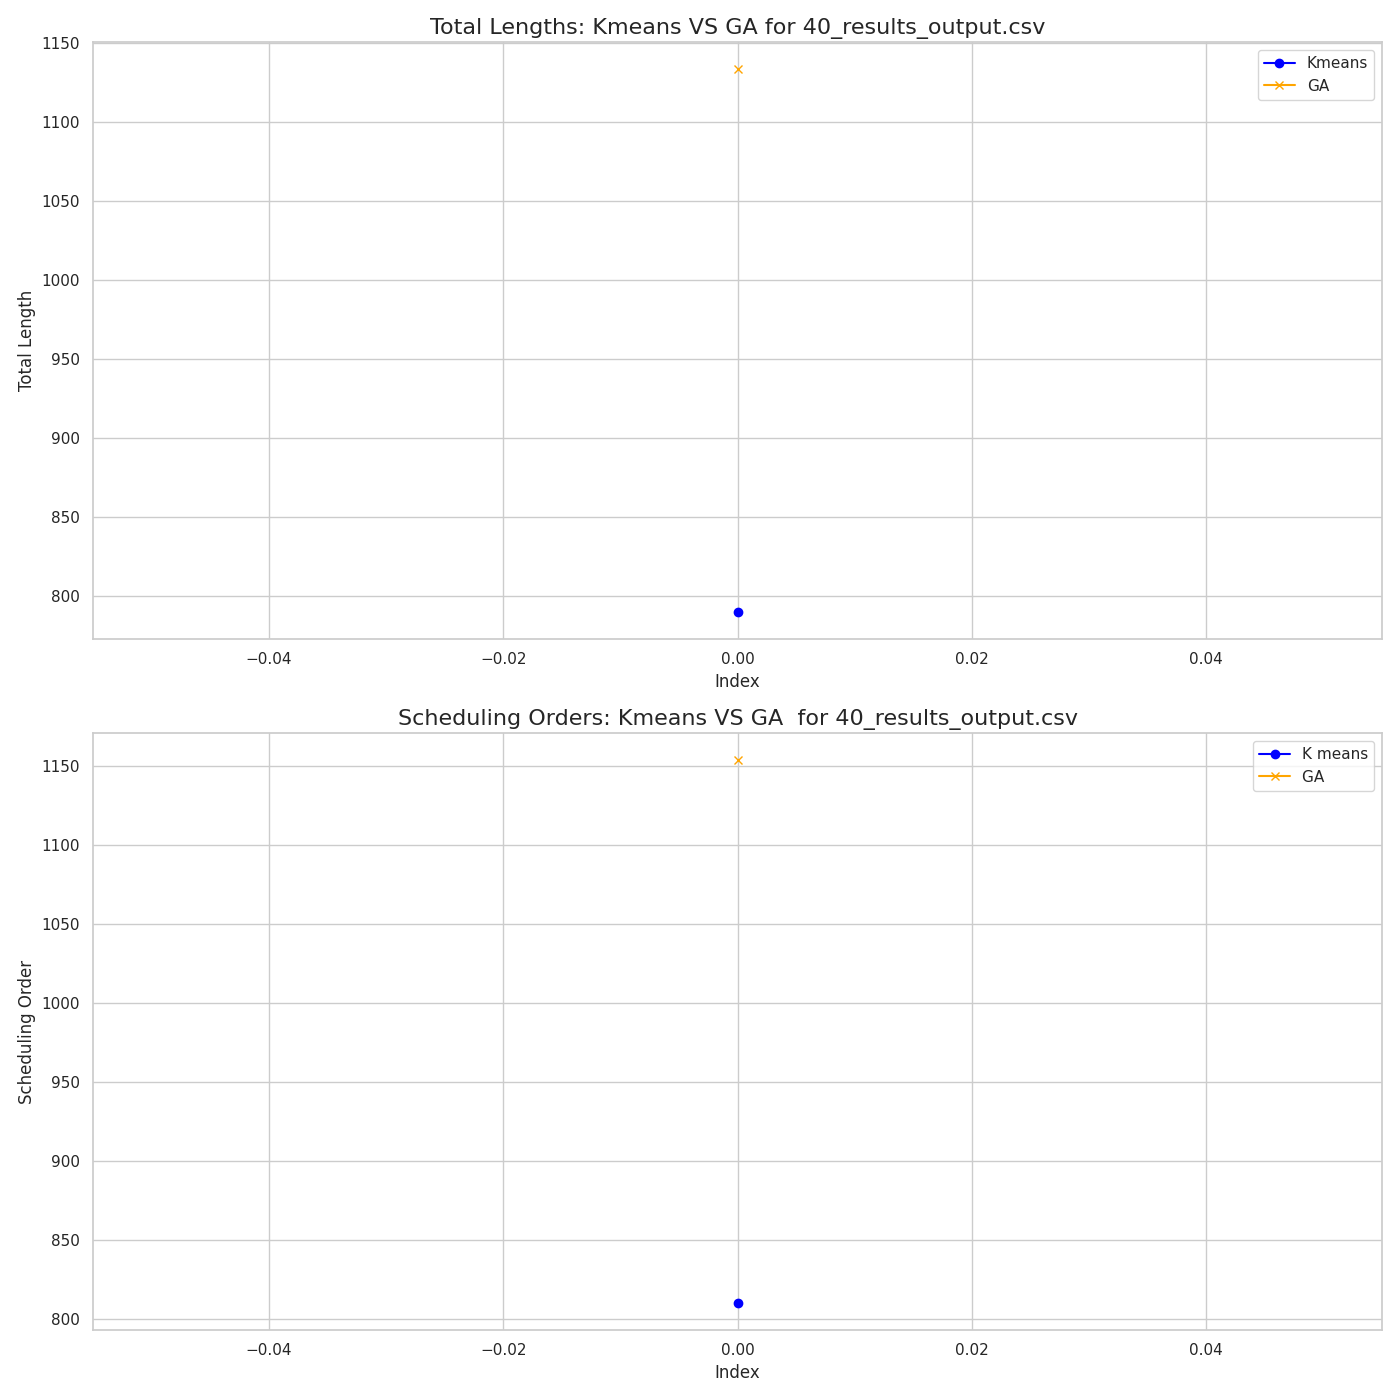 Total Lengths: Kmeans VS GA for 40_results_output.csv
1150
1100
1050
1000
950
900
850
800
Total Length
Kmeans
GA
−0.04
−0.02
0.00
0.02
0.04
Index
Scheduling Orders: Kmeans VS GA  for 40_results_output.csv
1150
1100
1050
1000
950
900
850
800
Scheduling Order
K means
GA
−0.04
−0.02
0.00
0.02
0.04
Index